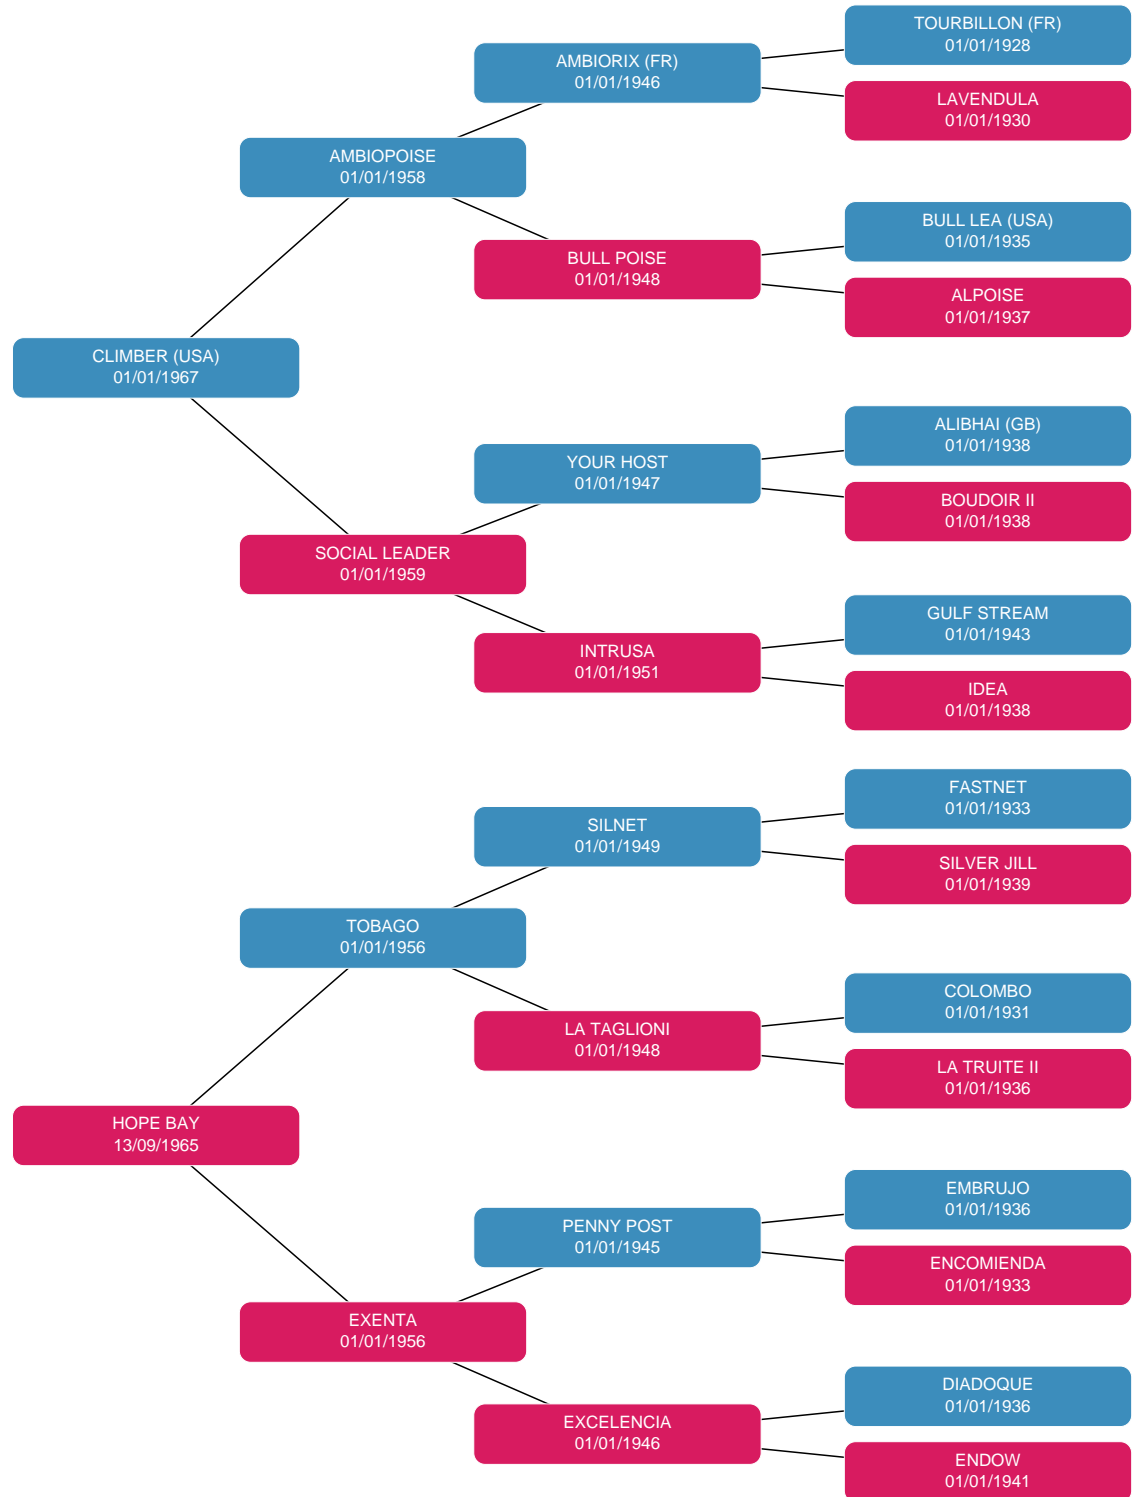 TOURBILLON (FR)
01/01/1928
AMBIORIX (FR)
01/01/1946
LAVENDULA
01/01/1930
AMBIOPOISE
01/01/1958
BULL LEA (USA)
01/01/1935
BULL POISE
01/01/1948
ALPOISE
01/01/1937
CLIMBER (USA)
01/01/1967
ALIBHAI (GB)
01/01/1938
YOUR HOST
01/01/1947
BOUDOIR II
01/01/1938
SOCIAL LEADER
01/01/1959
GULF STREAM
01/01/1943
INTRUSA
01/01/1951
IDEA
01/01/1938
FASTNET
01/01/1933
SILNET
01/01/1949
SILVER JILL
01/01/1939
TOBAGO
01/01/1956
COLOMBO
01/01/1931
LA TAGLIONI
01/01/1948
LA TRUITE II
01/01/1936
HOPE BAY
13/09/1965
EMBRUJO
01/01/1936
PENNY POST
01/01/1945
ENCOMIENDA
01/01/1933
EXENTA
01/01/1956
DIADOQUE
01/01/1936
EXCELENCIA
01/01/1946
ENDOW
01/01/1941